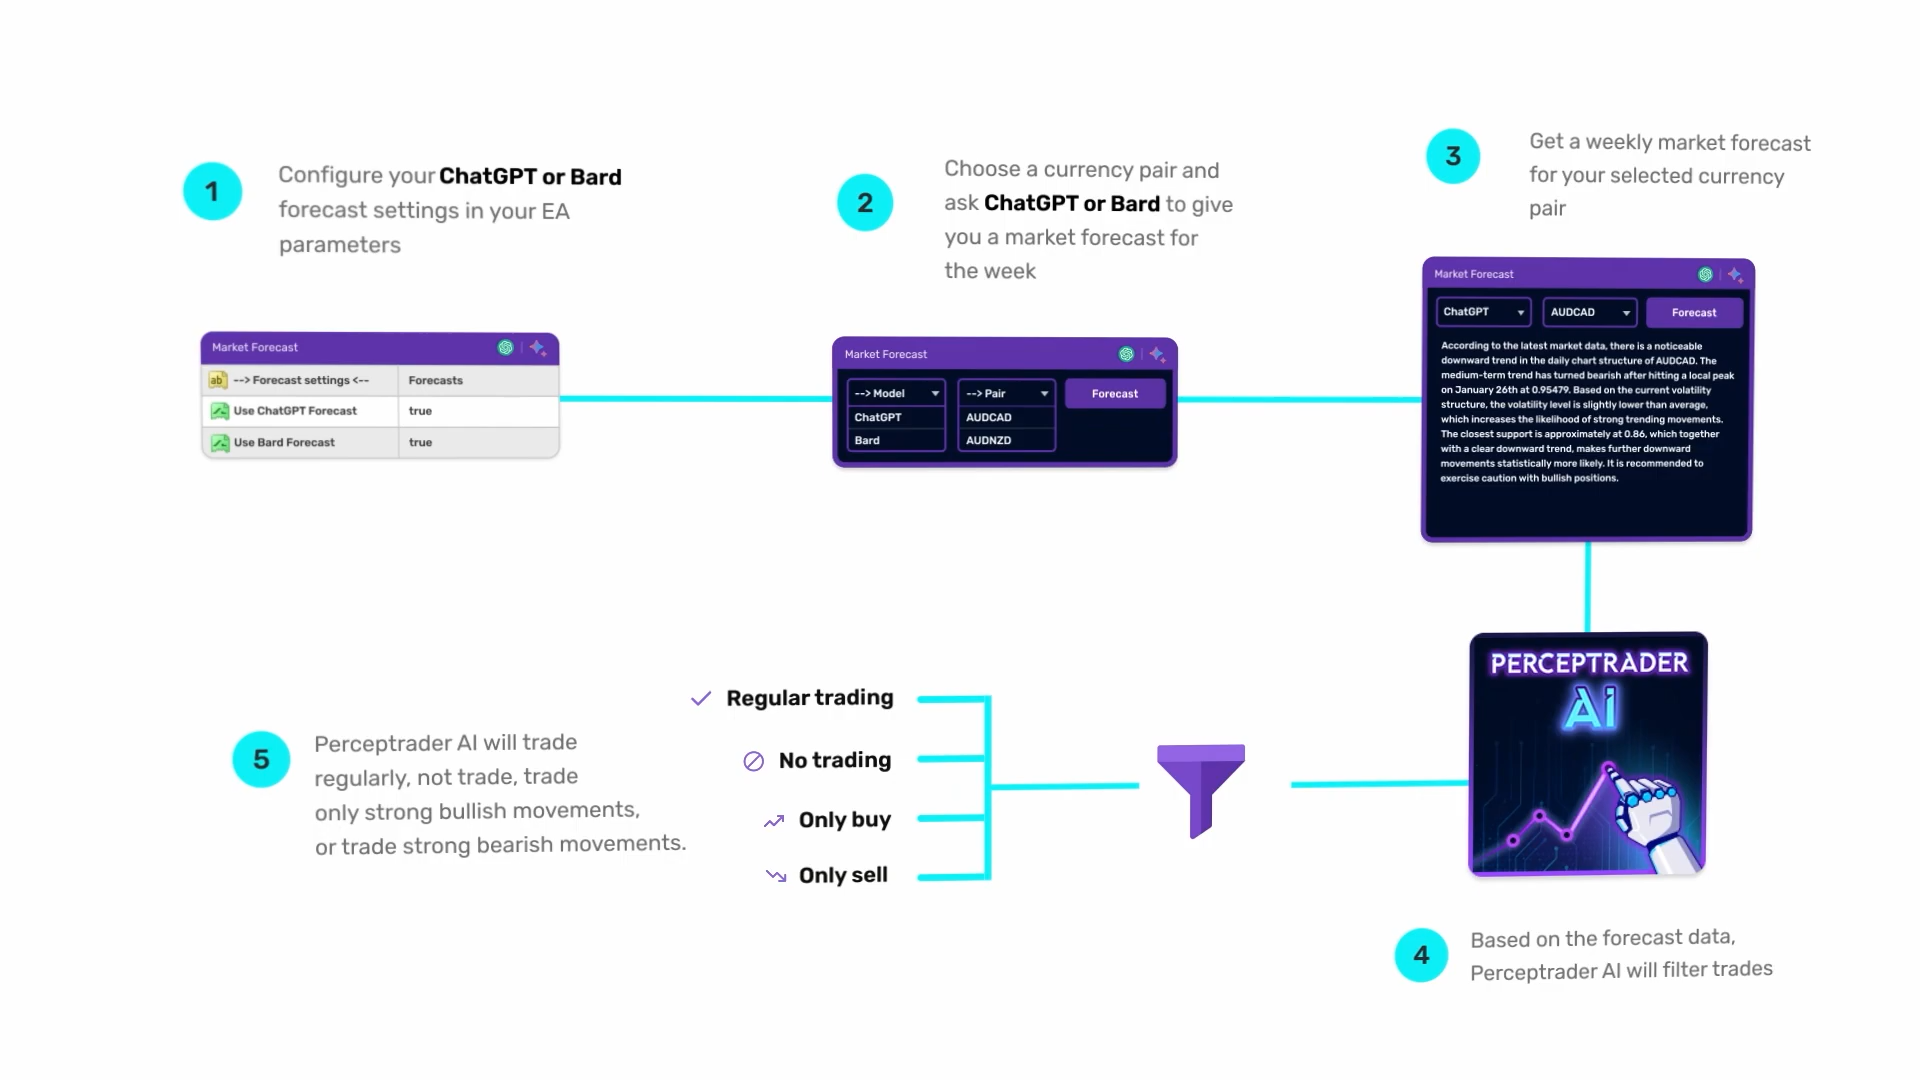 1
Configure your ChatGPT or Bard
forecast settings in your EA
parameters
Market Forecast
ab --> Forecast settings <-- Forecasts
Use ChatGPT Forecast true
Use Bard Forecast true
2
Choose a currency pair and
ask ChatGPT or Bard to give
you a market forecast for
the week
Market Forecast
--> Model --> Pair Forecast
ChatGPT AUDCAD
Bard AUDNZD
3
Get a weekly market forecast
for your selected currency
pair
Market Forecast
ChatGPT AUDCAD Forecast
According to the latest market data, there is a noticeable
downward trend in the daily chart structure of AUDCAD. The
medium-term trend has turned bearish after hitting a local peak
on January 26th at 0.95479. Based on the current volatility
structure, the volatility level is slightly lower than average,
which increases the likelihood of strong trending movements.
The closest support is approximately at 0.86, which together
with a clear downward trend, makes further downward
movements statistically more likely. It is recommended to
exercise caution with bullish positions.
PERCEPTRADER
AI
4
Based on the forecast data,
Perceptrader AI will filter trades
Regular trading
No trading
Only buy
Only sell
5
Perceptrader AI will trade
regularly, not trade, trade
only strong bullish movements,
or trade strong bearish movements.